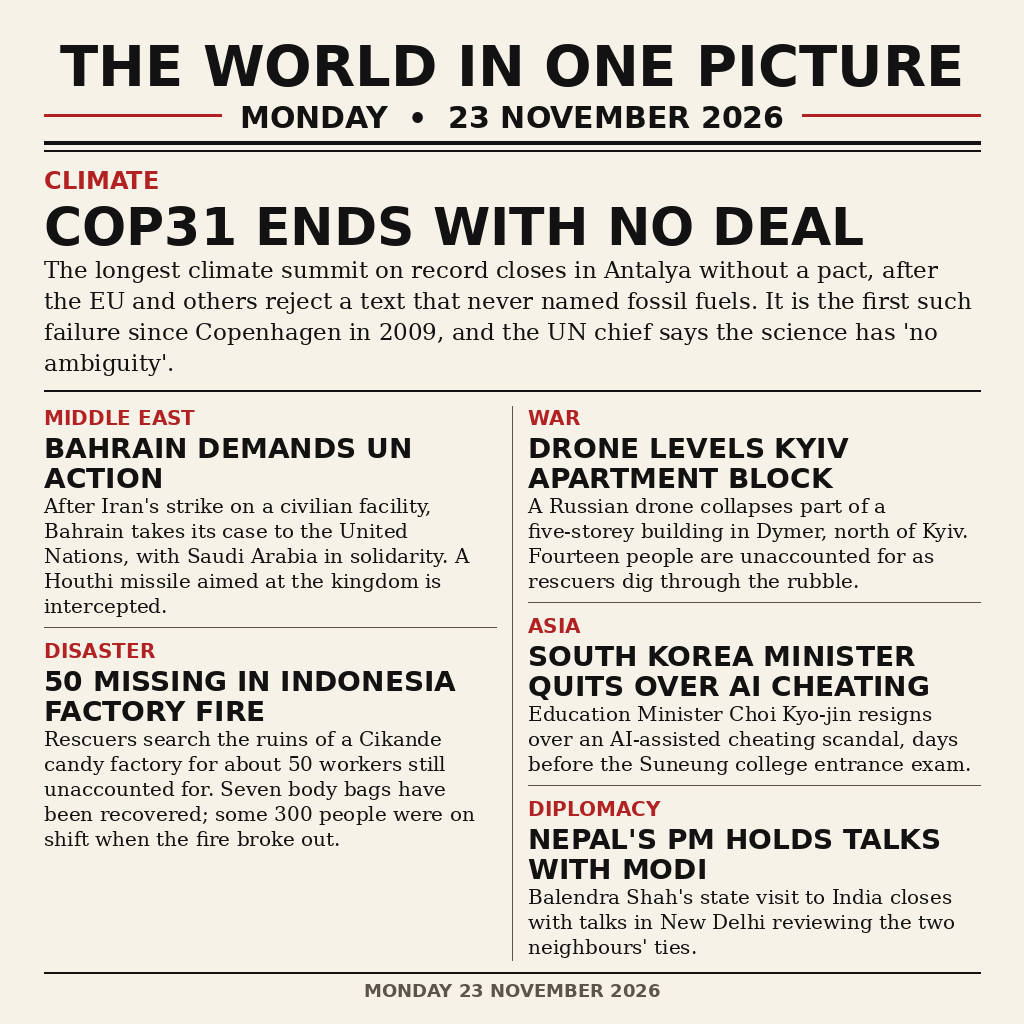 THE WORLD IN ONE PICTURE
MONDAY • 23 NOVEMBER 2026
CLIMATE
COP31 ENDS WITH NO DEAL
The longest climate summit on record closes in Antalya without a pact, after
the EU and others reject a text that never named fossil fuels. It is the first such
failure since Copenhagen in 2009, and the UN chief says the science has 'no
ambiguity'.
MIDDLE EAST
BAHRAIN DEMANDS UN
ACTION
After Iran's strike on a civilian facility,
Bahrain takes its case to the United
Nations, with Saudi Arabia in solidarity. A
Houthi missile aimed at the kingdom is
intercepted.
DISASTER
50 MISSING IN INDONESIA
FACTORY FIRE
Rescuers search the ruins of a Cikande
candy factory for about 50 workers still
unaccounted for. Seven body bags have
been recovered; some 300 people were on
shift when the fire broke out.
WAR
DRONE LEVELS KYIV
APARTMENT BLOCK
A Russian drone collapses part of a
five-storey building in Dymer, north of Kyiv.
Fourteen people are unaccounted for as
rescuers dig through the rubble.
ASIA
SOUTH KOREA MINISTER
QUITS OVER AI CHEATING
Education Minister Choi Kyo-jin resigns
over an AI-assisted cheating scandal, days
before the Suneung college entrance exam.
DIPLOMACY
NEPAL'S PM HOLDS TALKS
WITH MODI
Balendra Shah's state visit to India closes
with talks in New Delhi reviewing the two
neighbours' ties.
MONDAY 23 NOVEMBER 2026